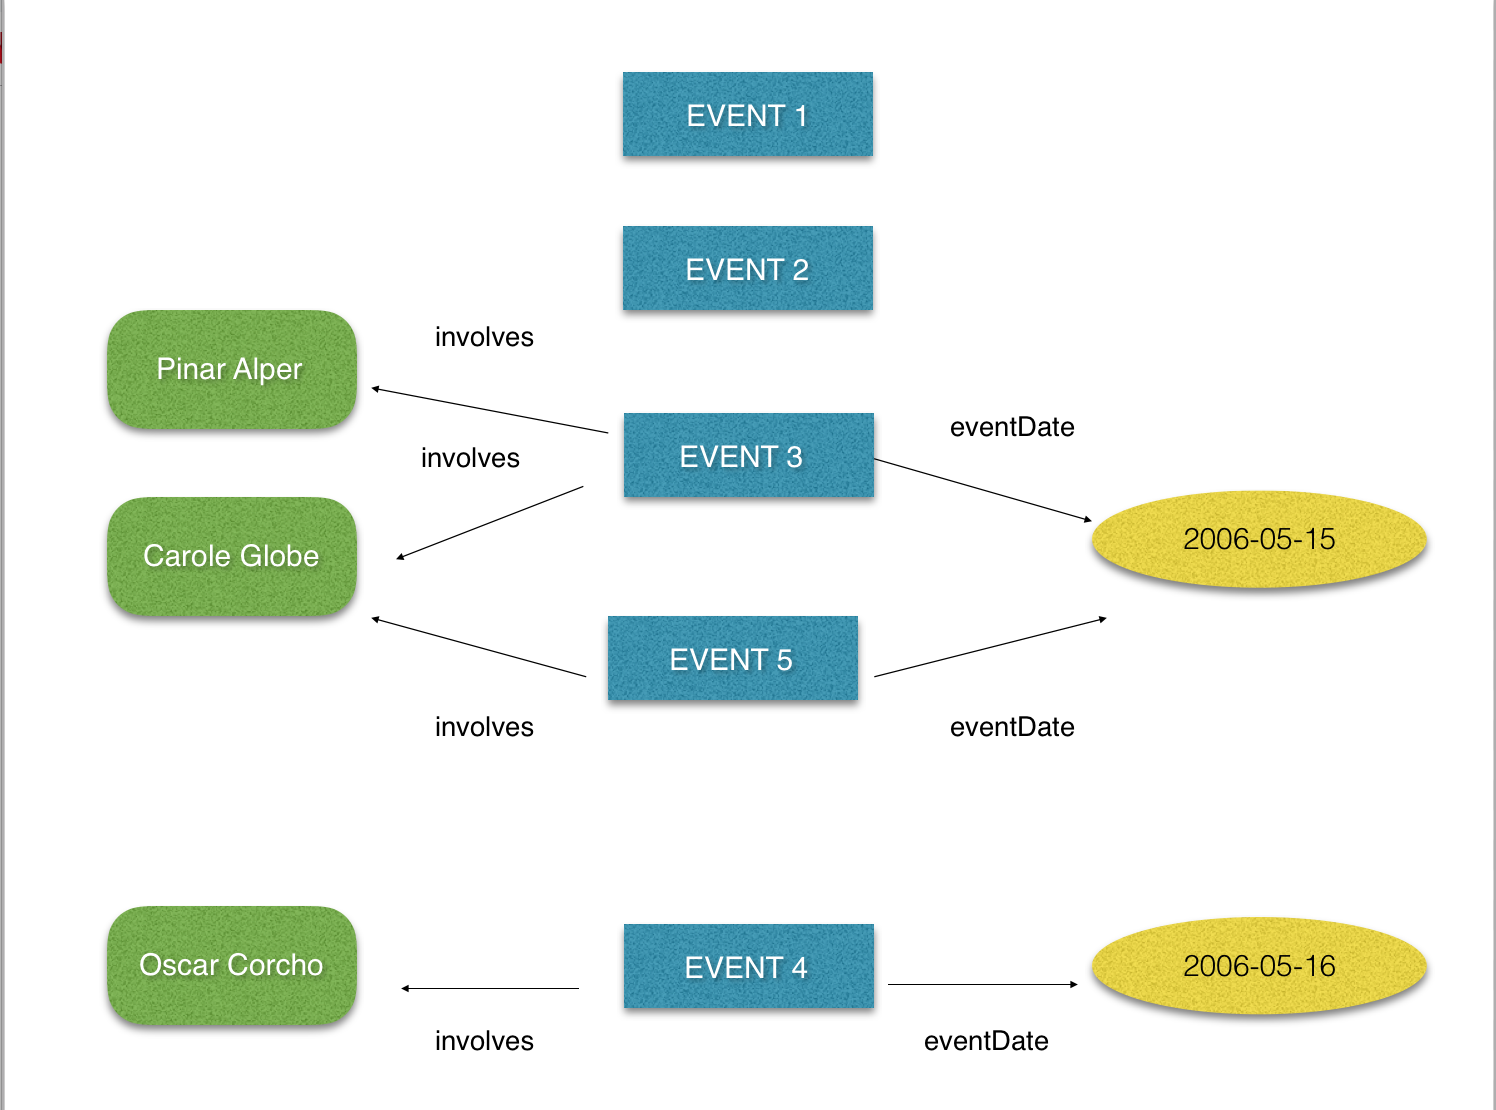 EVENT 1
EVENT 2
involves
Pinar Alper
eventDate
involves
EVENT 3
2006-05-15
Carole Globe
EVENT 5
involves
eventDate
Oscar Corcho
EVENT 4
2006-05-16
involves
eventDate